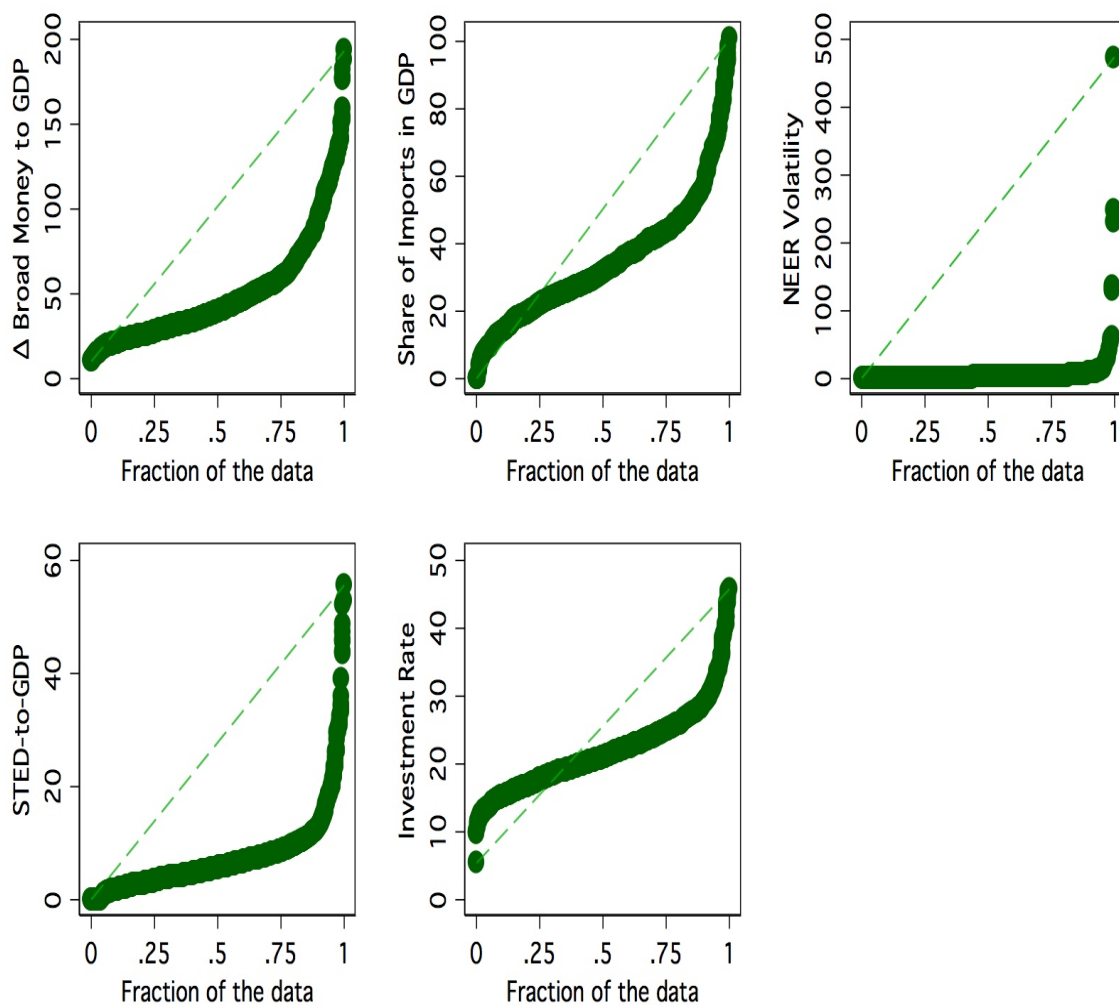 Δ Broad Money to GDP
0 50 100 150 200
0 .25 .5 .75 1
Fraction of the data
Share of Imports in GDP
0 20 40 60 80 100
0 .25 .5 .75 1
Fraction of the data
NEER Volatility
0 100 200 300 400 500
0 .25 .5 .75 1
Fraction of the data
STED-to-GDP
0 20 40 60
0 .25 .5 .75 1
Fraction of the data
Investment Rate
0 10 20 30 40 50
0 .25 .5 .75 1
Fraction of the data